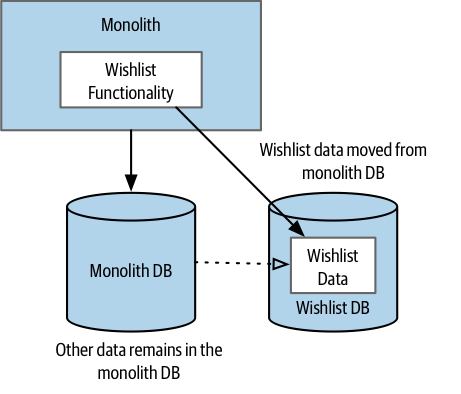 Monolith
Wishlist
Functionality
Wishlist data moved from
monolith DB
Monolith DB
Wishlist
Data
Wishlist DB
Other data remains in the
monolith DB